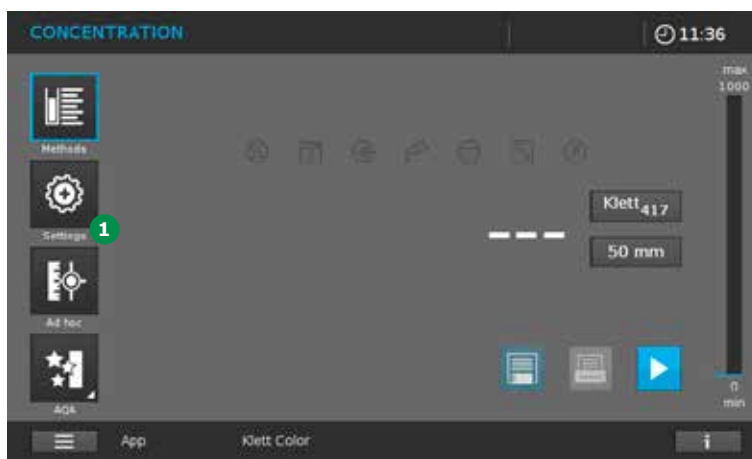 CONCENTRATION
11:36
max
1000
Methods
Settings
1
Klett417
50 mm
Ad hoc
AQA
0
min
App
Klett Color
i